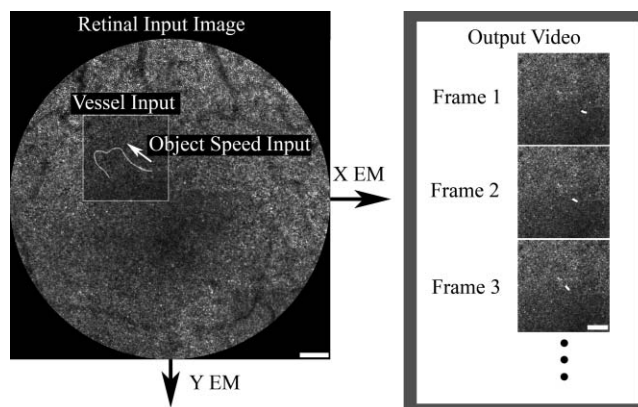 Retinal Input Image
Vessel Input
Object Speed Input
X EM
Y EM
Output Video
Frame 1
Frame 2
Frame 3